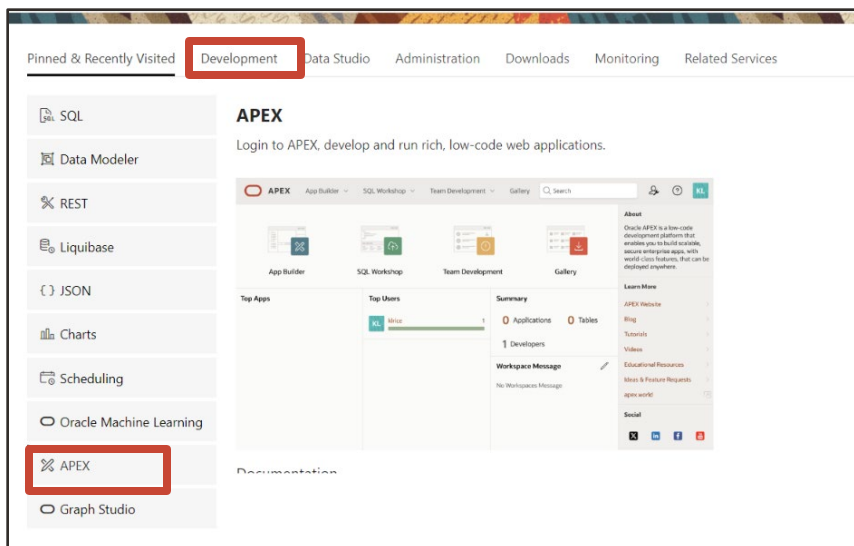 Pinned & Recently Visited Development Data Studio Administration Downloads Monitoring Related Services
SQL
Data Modeler
REST
Liquibase
{ } JSON
Charts
Scheduling
Oracle Machine Learning
APEX
Graph Studio
APEX
Login to APEX, develop and run rich, low-code web applications.
APEX App Builder SQL Workshop Team Development Gallery Search KL
App Builder SQL Workshop Team Development Gallery
Top Apps
Top Users
KL 1
Summary
0 Applications 0 Tables
1 Developers
Workspace Message
No Workspaces Message
About
Oracle APEX is a low-code
development platform that
enables you to build scalable,
secure enterprise apps, with
world-class features, that can be
deployed anywhere.
Learn More
APEX Website
Blog
Tutorials
Videos
Educational Resources
Ideas & Feature Requests
apex.world
Social
Documentation